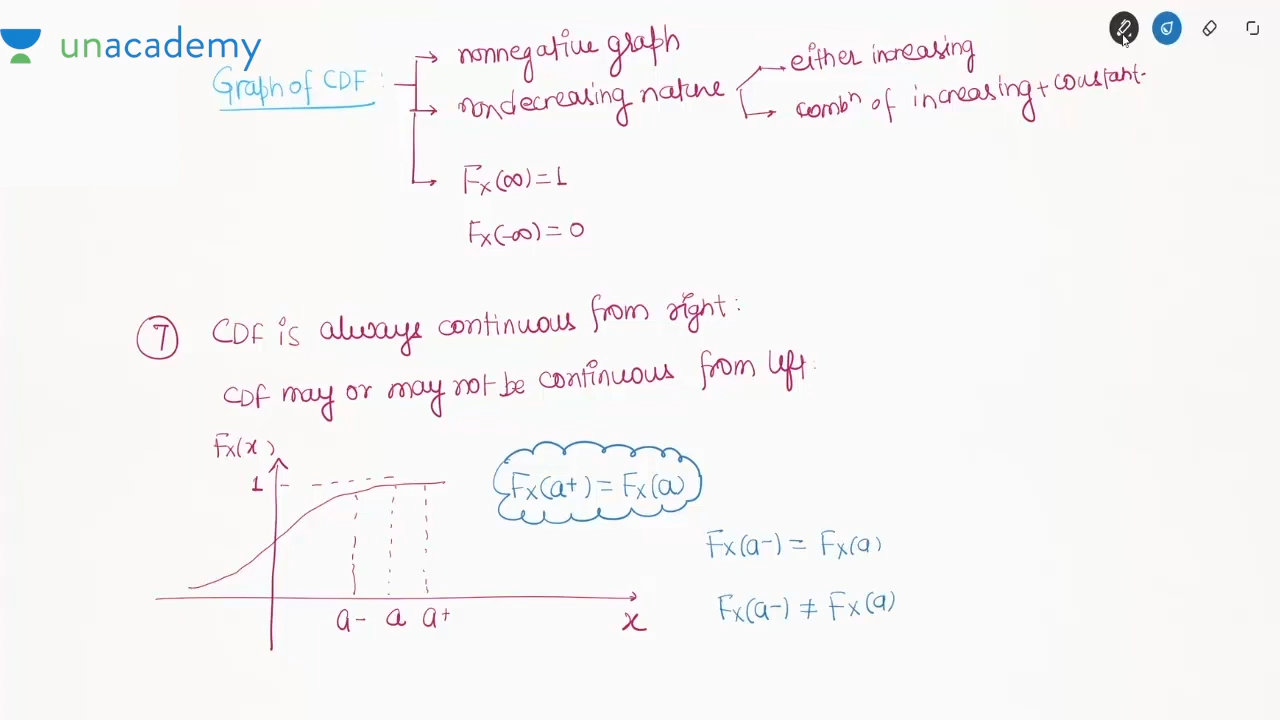 unacademy
Graph of CDF :
nonnegative graph
nondecreasing nature
either increasing
combⁿ of increasing + constant
Fx(∞) = 1
Fx(-∞) = 0
7 CDF is always continuous from right :
CDF may or may not be continuous from left :
Fx(x)
1
Fx(a+) = Fx(a)
Fx(a-) = Fx(a)
Fx(a-) ≠ Fx(a)
a- a a+ x